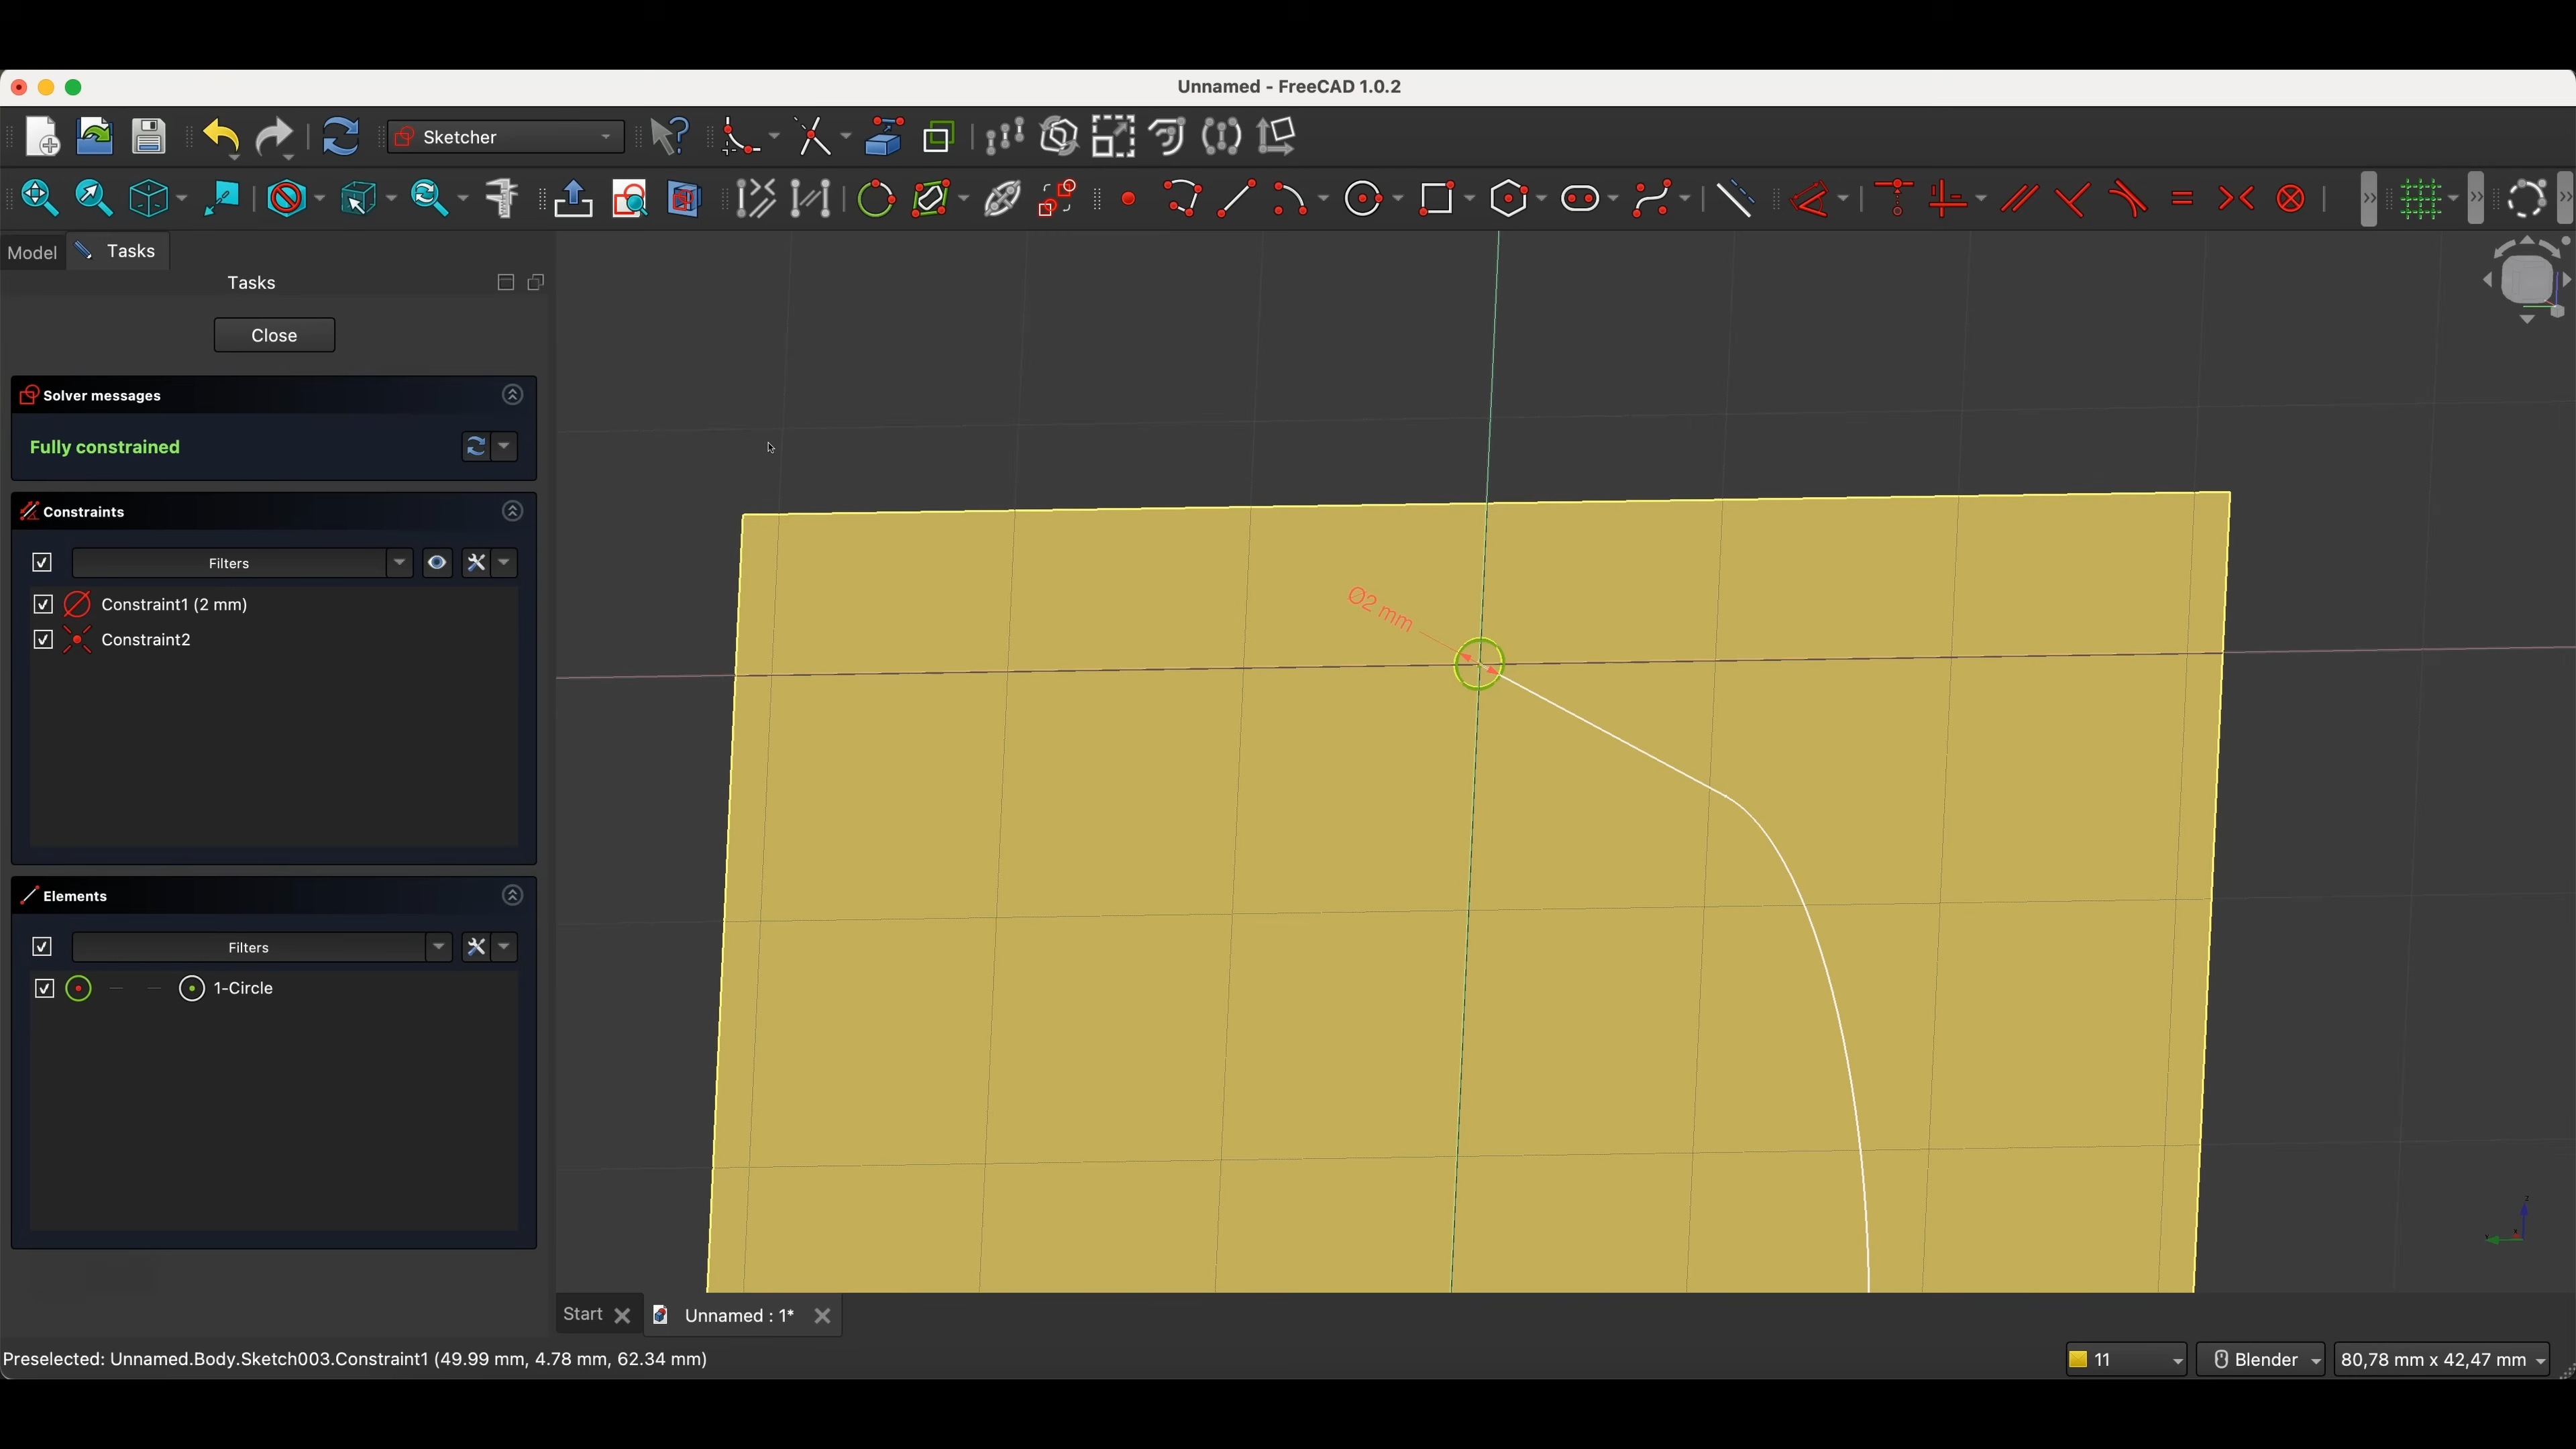 Unnamed - FreeCAD 1.0.2
Sketcher
Model
Tasks
Tasks
Close
Solver messages
Fully constrained
Constraints
Filters
Constraint1 (2 mm)
Constraint2
Elements
Filters
1-Circle
Ø2 mm
Start
Unnamed : 1*
Preselected: Unnamed.Body.Sketch003.Constraint1 (49.99 mm, 4.78 mm, 62.34 mm)
11
Blender
80,78 mm x 42,47 mm